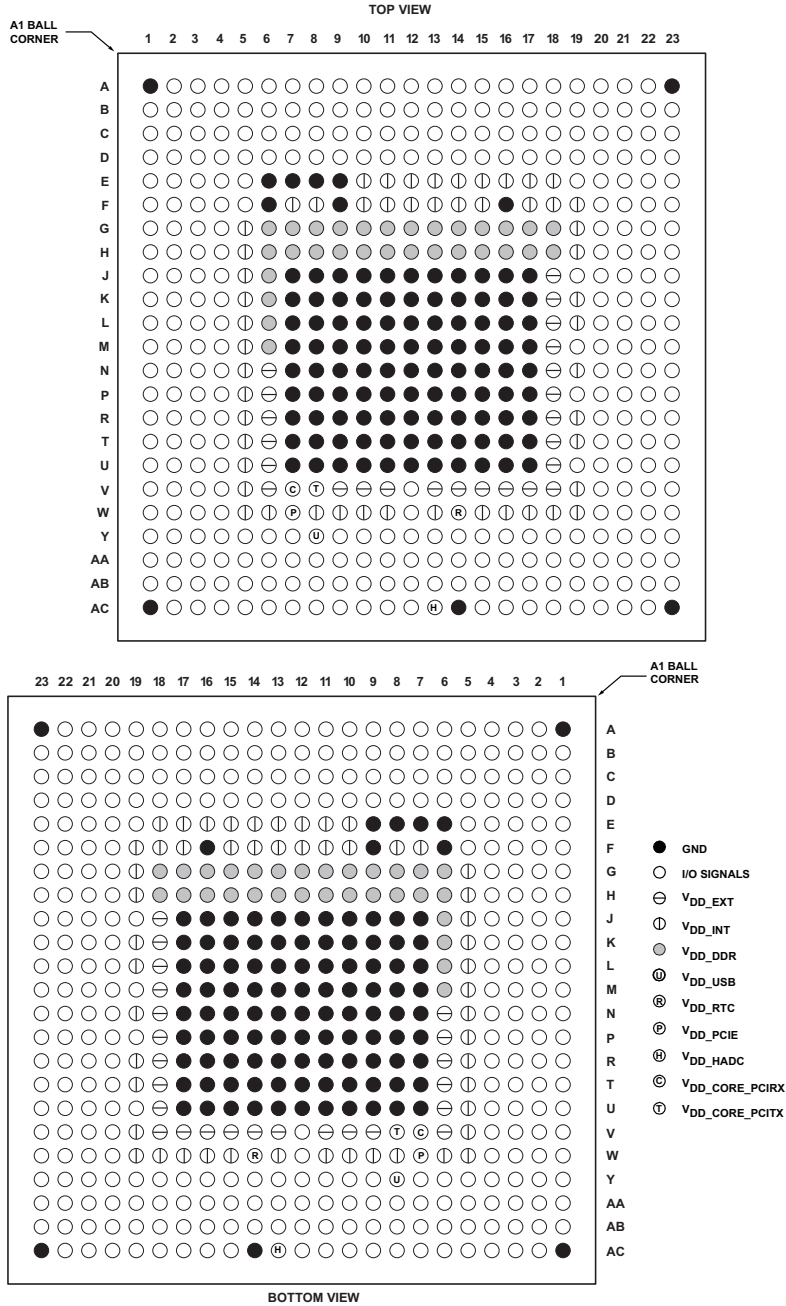 TOP VIEW
A1 BALL
CORNER
1 2 3 4 5 6 7 8 9 10 11 12 13 14 15 16 17 18 19 20 21 22 23
A
B
C
D
E
F
G
H
J
K
L
M
N
P
R
T
U
V C T
W P R
Y U
AA
AB
AC H
A1 BALL
CORNER
23 22 21 20 19 18 17 16 15 14 13 12 11 10 9 8 7 6 5 4 3 2 1
A
B
C
D
E
F
G
H
J
K
L
M
N
P
R
T
U
T C V
R P W
U Y
AA
AB
H AC
GND
I/O SIGNALS
VDD_EXT
VDD_INT
VDD_DDR
U VDD_USB
R VDD_RTC
P VDD_PCIE
H VDD_HADC
C VDD_CORE_PCIRX
T VDD_CORE_PCITX
BOTTOM VIEW